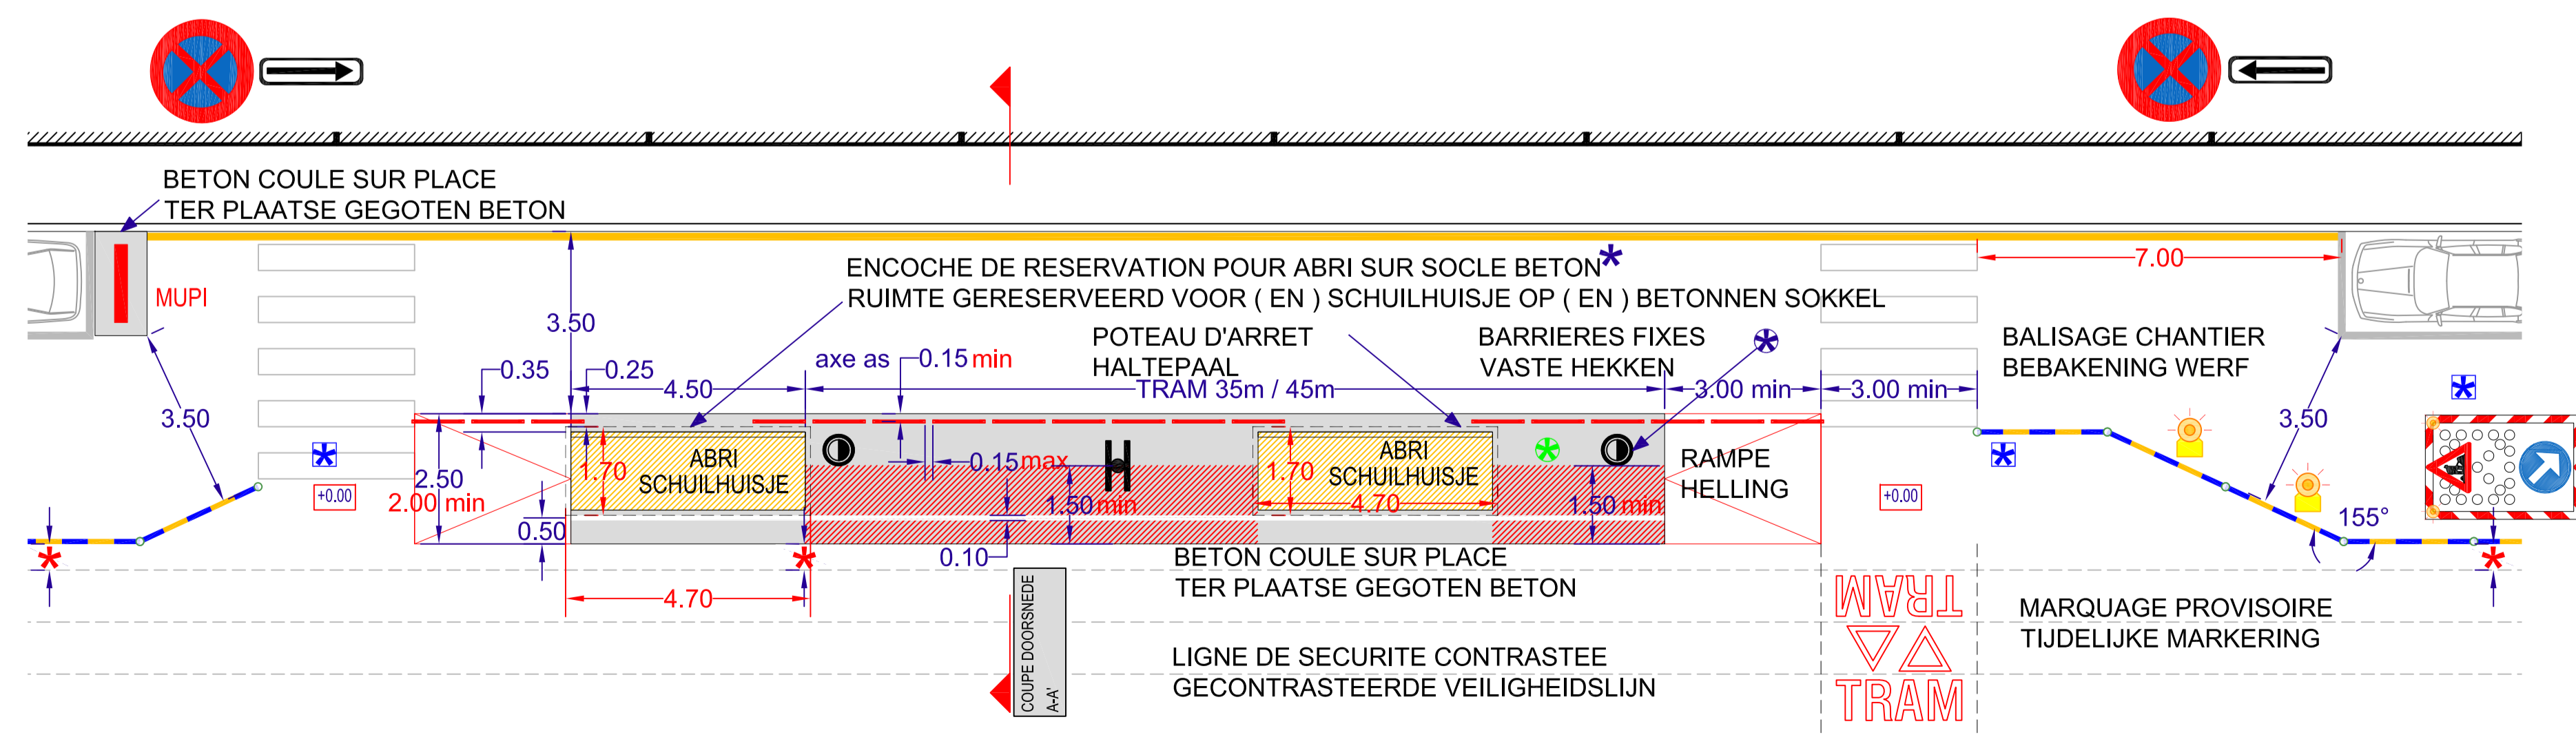 BETON COULE SUR PLACE
TER PLAATSE GEGOTEN BETON
MUPI
ENCOCHE DE RESERVATION POUR ABRI SUR SOCLE BETON*
RUIMTE GERESERVEERD VOOR ( EN ) SCHUILHUISJE OP ( EN ) BETONNEN SOKKEL
7.00
3.50
POTEAU D'ARRET
HALTEPAAL
BARRIERES FIXES
VASTE HEKKEN
BALISAGE CHANTIER
BEBAKENING WERF
axe as
0.15 min
0.35
0.25
4.50
TRAM 35m / 45m
3.00 min
3.00 min
3.50
3.50
2.50
2.00 min
1.70
ABRI
SCHUILHUISJE
0.15 max
1.50 min
1.70
ABRI
SCHUILHUISJE
4.70
1.50 min
RAMPE
HELLING
+0.00
+0.00
155°
0.50
0.10
4.70
BETON COULE SUR PLACE
TER PLAATSE GEGOTEN BETON
COUPE DOORSNEDE
A-A'
TRAM
TRAM
MARQUAGE PROVISOIRE
TIJDELIJKE MARKERING
LIGNE DE SECURITE CONTRASTEE
GECONTRASTEERDE VEILIGHEIDSLIJN